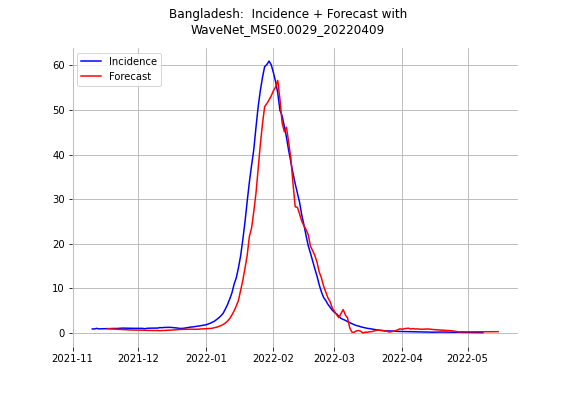 Bangladesh:  Incidence + Forecast with
WaveNet_MSE0.0029_20220409
Incidence
Forecast
60
50
40
30
20
10
0
2021-11 2021-12 2022-01 2022-02 2022-03 2022-04 2022-05